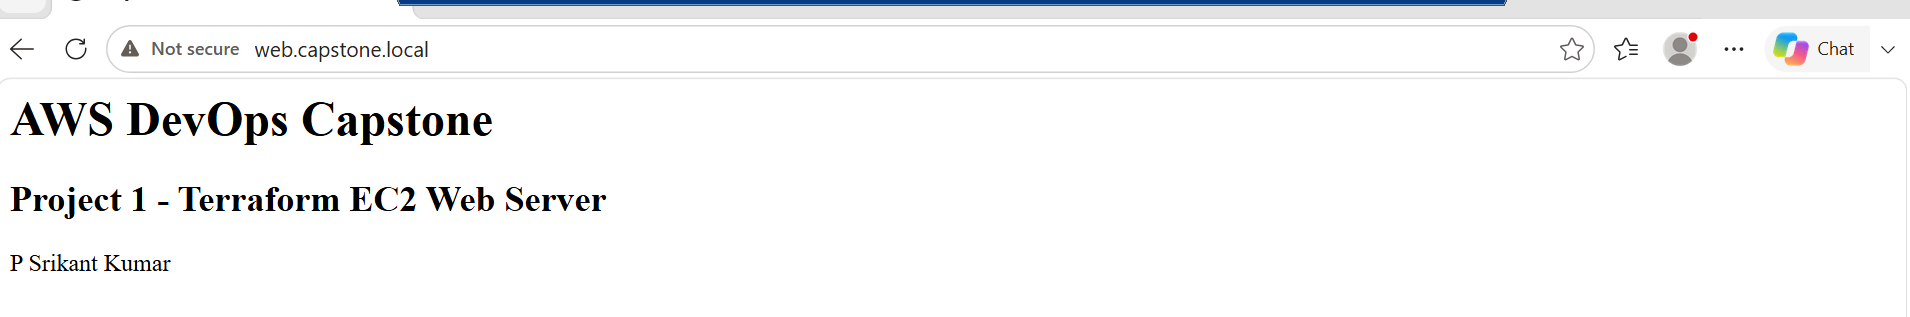 Not secure web.capstone.local Chat
AWS DevOps Capstone
Project 1 - Terraform EC2 Web Server
P Srikant Kumar